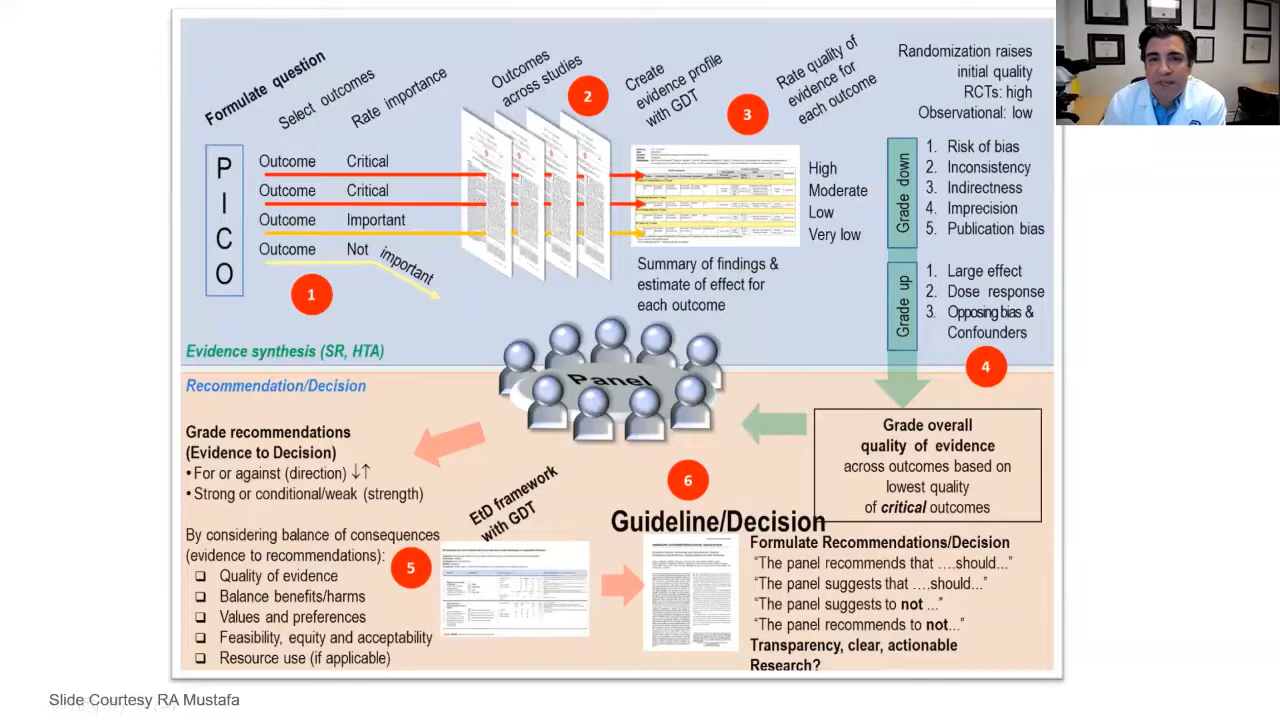 Formulate question
Select outcomes
Rate importance
Outcomes
across studies
2
Create
evidence profile
with GDT
3
Rate quality of
evidence for
each outcome
Randomization raises
initial quality
RCTs: high
Observational: low
P
I
C
O
Outcome Critical
Outcome Critical
Outcome Important
Outcome Not important
1
High
Moderate
Low
Very low
Summary of findings &
estimate of effect for
each outcome
Grade down
1. Risk of bias
2. Inconsistency
3. Indirectness
4. Imprecision
5. Publication bias
Grade up
1. Large effect
2. Dose response
3. Opposing bias &
Confounders
4
Evidence synthesis (SR, HTA)
Recommendation/Decision
Panel
Grade overall
quality of evidence
across outcomes based on
lowest quality
of critical outcomes
Grade recommendations
(Evidence to Decision)
• For or against (direction) ↓↑
• Strong or conditional/weak (strength)
By considering balance of consequences
(evidence to recommendations):
❑ Quality of evidence
❑ Balance benefits/harms
❑ Values and preferences
❑ Feasibility, equity and acceptability
❑ Resource use (if applicable)
5
EtD framework
with GDT
6
Guideline/Decision
Formulate Recommendations/Decision
“The panel recommends that ….should...”
“The panel suggests that ….should...”
“The panel suggests to not ...”
“The panel recommends to not...”
Transparency, clear, actionable
Research?
Slide Courtesy RA Mustafa